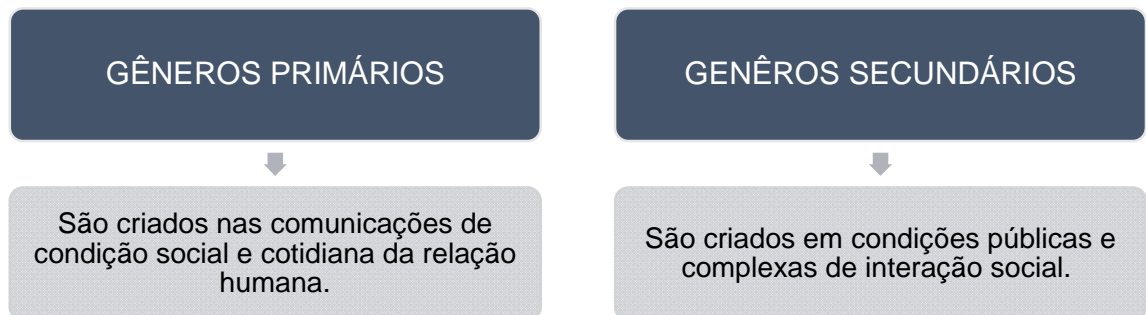 GÊNEROS PRIMÁRIOS
São criados nas comunicações de
condição social e cotidiana da relação
humana.
GENÊROS SECUNDÁRIOS
São criados em condições públicas e
complexas de interação social.